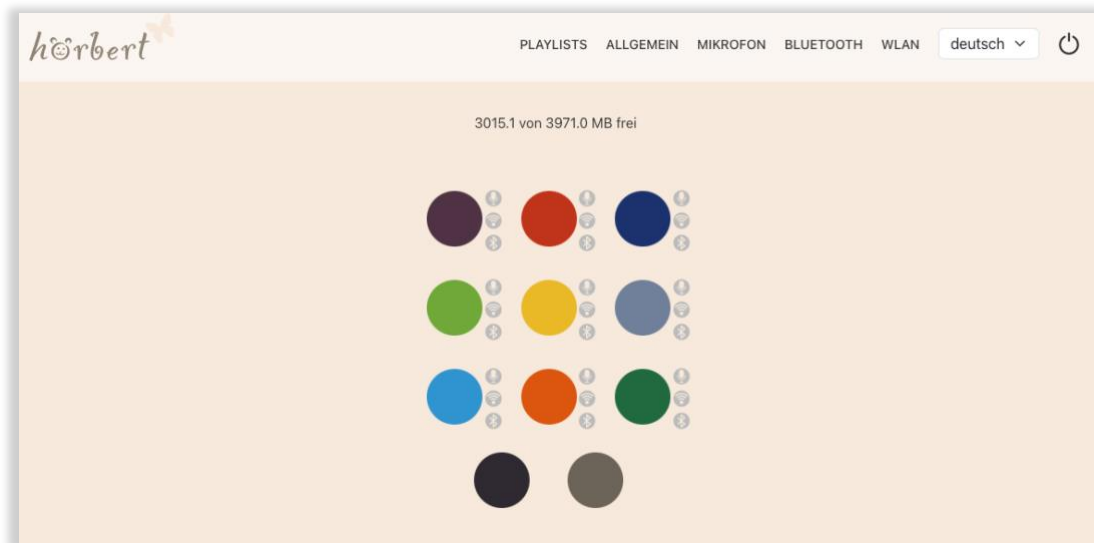 hörbert
PLAYLISTS ALLGEMEIN MIKROFON BLUETOOTH WLAN deutsch
3015.1 von 3971.0 MB frei